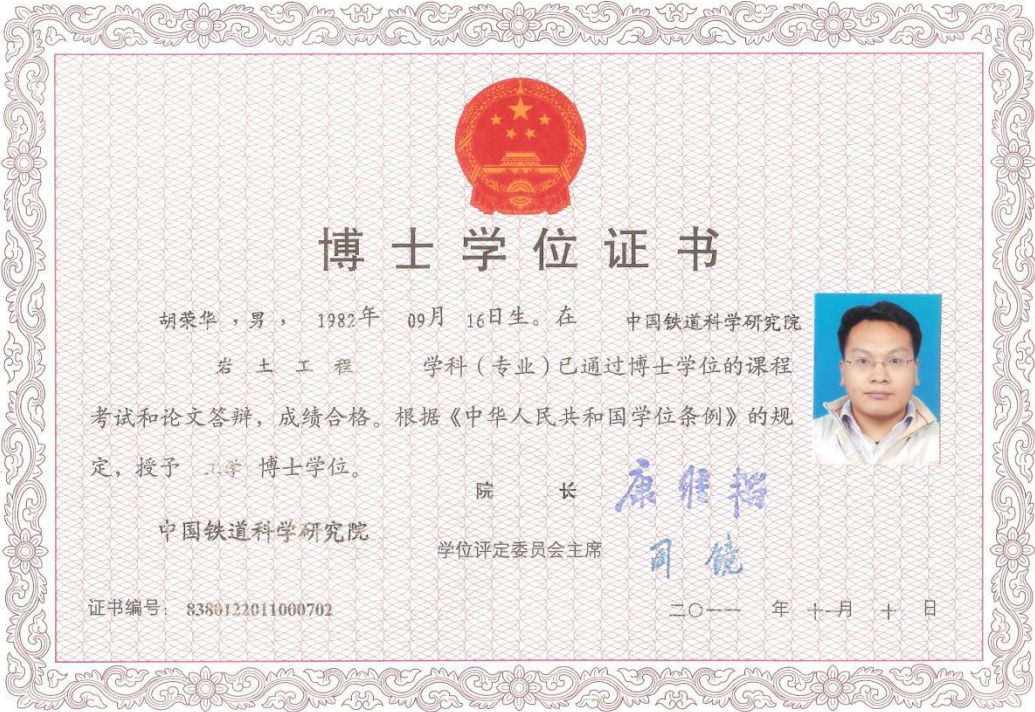 博士学位证书
胡荣华，男， 1982年 09月 16日生。在 中国铁道科学研究院
岩土工程 学科（专业）已通过博士学位的课程
考试和论文答辩，成绩合格。根据《中华人民共和国学位条例》的规
定，授予 工学 博士学位。
院 长
中国铁道科学研究院
学位评定委员会主席 周镜
证书编号： 8380122011000702 二〇一一 年 十一月 十 日